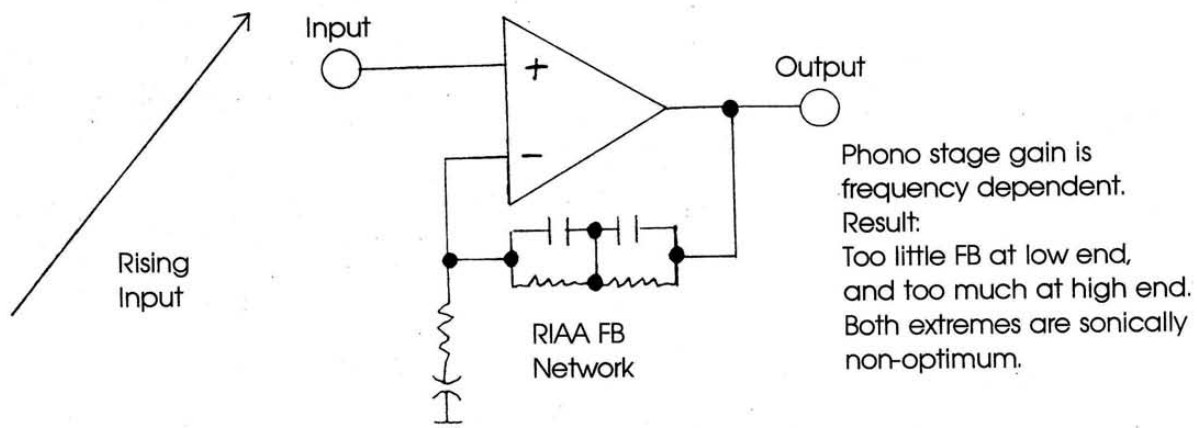 Input
+
Output
-
Phono stage gain is
frequency dependent.
Result:
Too little FB at low end,
and too much at high end.
Both extremes are sonically
non-optimum.
Rising
Input
RIAA FB
Network